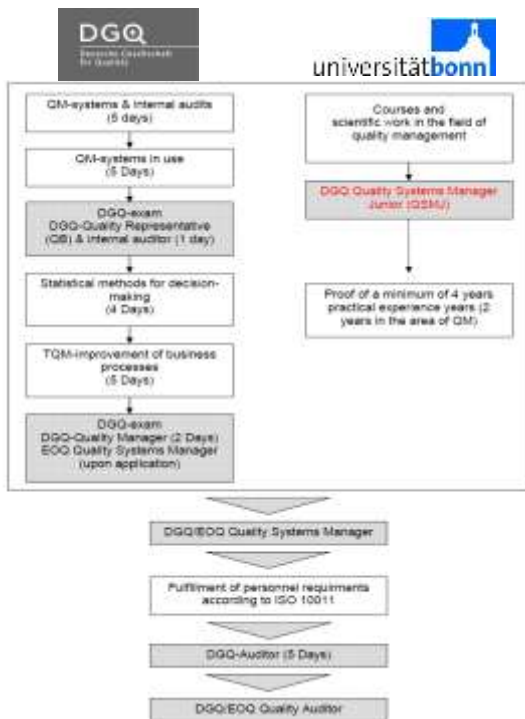 DGQ
Deutsche Gesellschaft
für Qualität
universitätbonn
QM-systems & internal audits
(5 days)
QM-systems in use
(5 Days)
DGQ-exam
DGQ-Quality Representative
(QB) & internal auditor (1 day)
Statistical methods for decision-
making
(4 Days)
TQM-improvement of business
processes
(5 Days)
DGQ-exam
DGQ-Quality Manager (2 Days)
EOQ Quality Systems Manager
(upon application)
Courses and
scientific work in the field of
quality management
DGQ Quality Systems Manager
Junior (QSMJ)
Proof of a minimum of 4 years
practical experience years (2
years in the area of QM)
DGQ/EOQ Quality Systems Manager
Fulfillment of personnel requirments
according to ISO 10011
DGQ-Auditor (5 Days)
DGQ/EOQ Quality Auditor